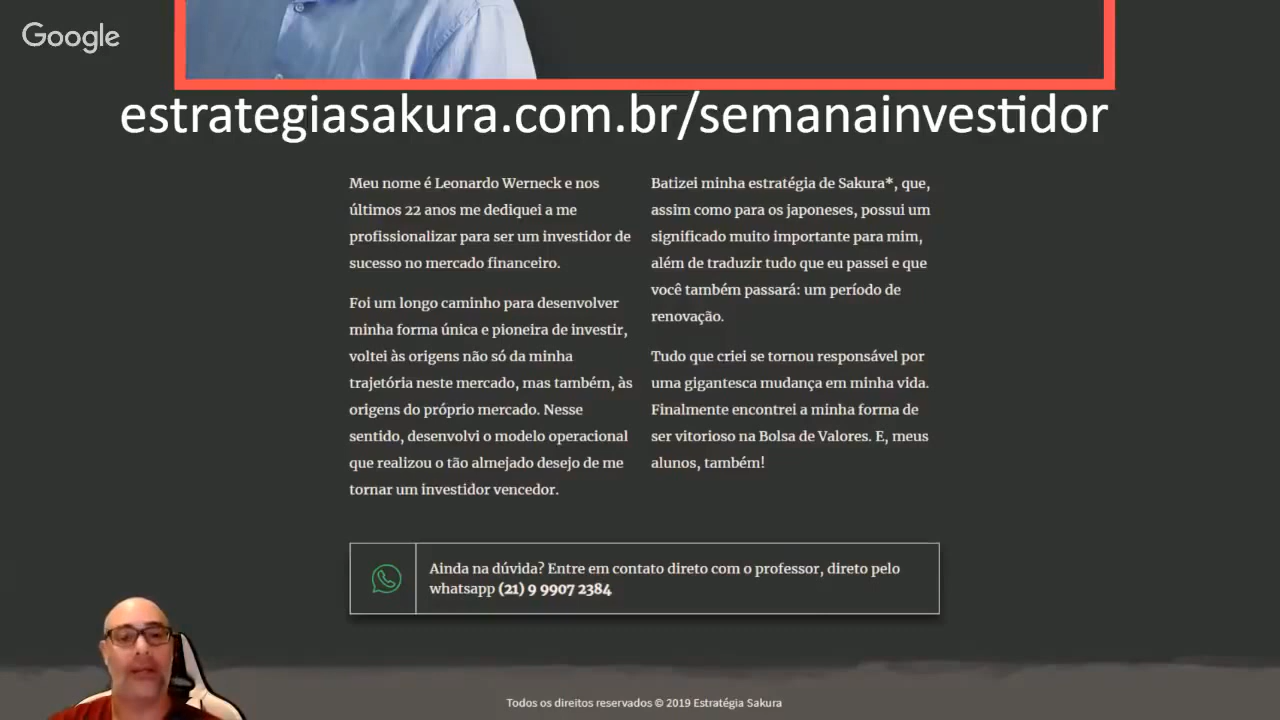 Google
estrategiasakura.com.br/semanainvestidor
Meu nome é Leonardo Werneck e nos
últimos 22 anos me dediquei a me
profissionalizar para ser um investidor de
sucesso no mercado financeiro.
Foi um longo caminho para desenvolver
minha forma única e pioneira de investir,
voltei às origens não só da minha
trajetória neste mercado, mas também, às
origens do próprio mercado. Nesse
sentido, desenvolvi o modelo operacional
que realizou o tão almejado desejo de me
tornar um investidor vencedor.
Batizei minha estratégia de Sakura*, que,
assim como para os japoneses, possui um
significado muito importante para mim,
além de traduzir tudo que eu passei e que
você também passará: um período de
renovação.
Tudo que criei se tornou responsável por
uma gigantesca mudança em minha vida.
Finalmente encontrei a minha forma de
ser vitorioso na Bolsa de Valores. E, meus
alunos, também!
Ainda na dúvida? Entre em contato direto com o professor, direto pelo
whatsapp (21) 9 9907 2384
Todos os direitos reservados © 2019 Estratégia Sakura